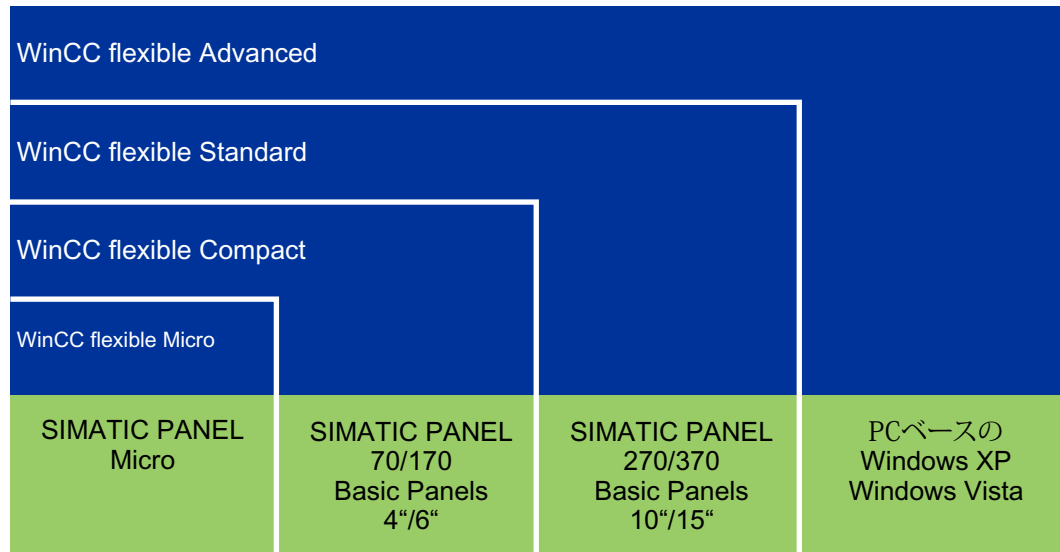 WinCC flexible Advanced
WinCC flexible Standard
WinCC flexible Compact
WinCC flexible Micro
SIMATIC PANEL
Micro
SIMATIC PANEL
70/170
Basic Panels
4“/6“
SIMATIC PANEL
270/370
Basic Panels
10“/15“
PCベースの
Windows XP
Windows Vista